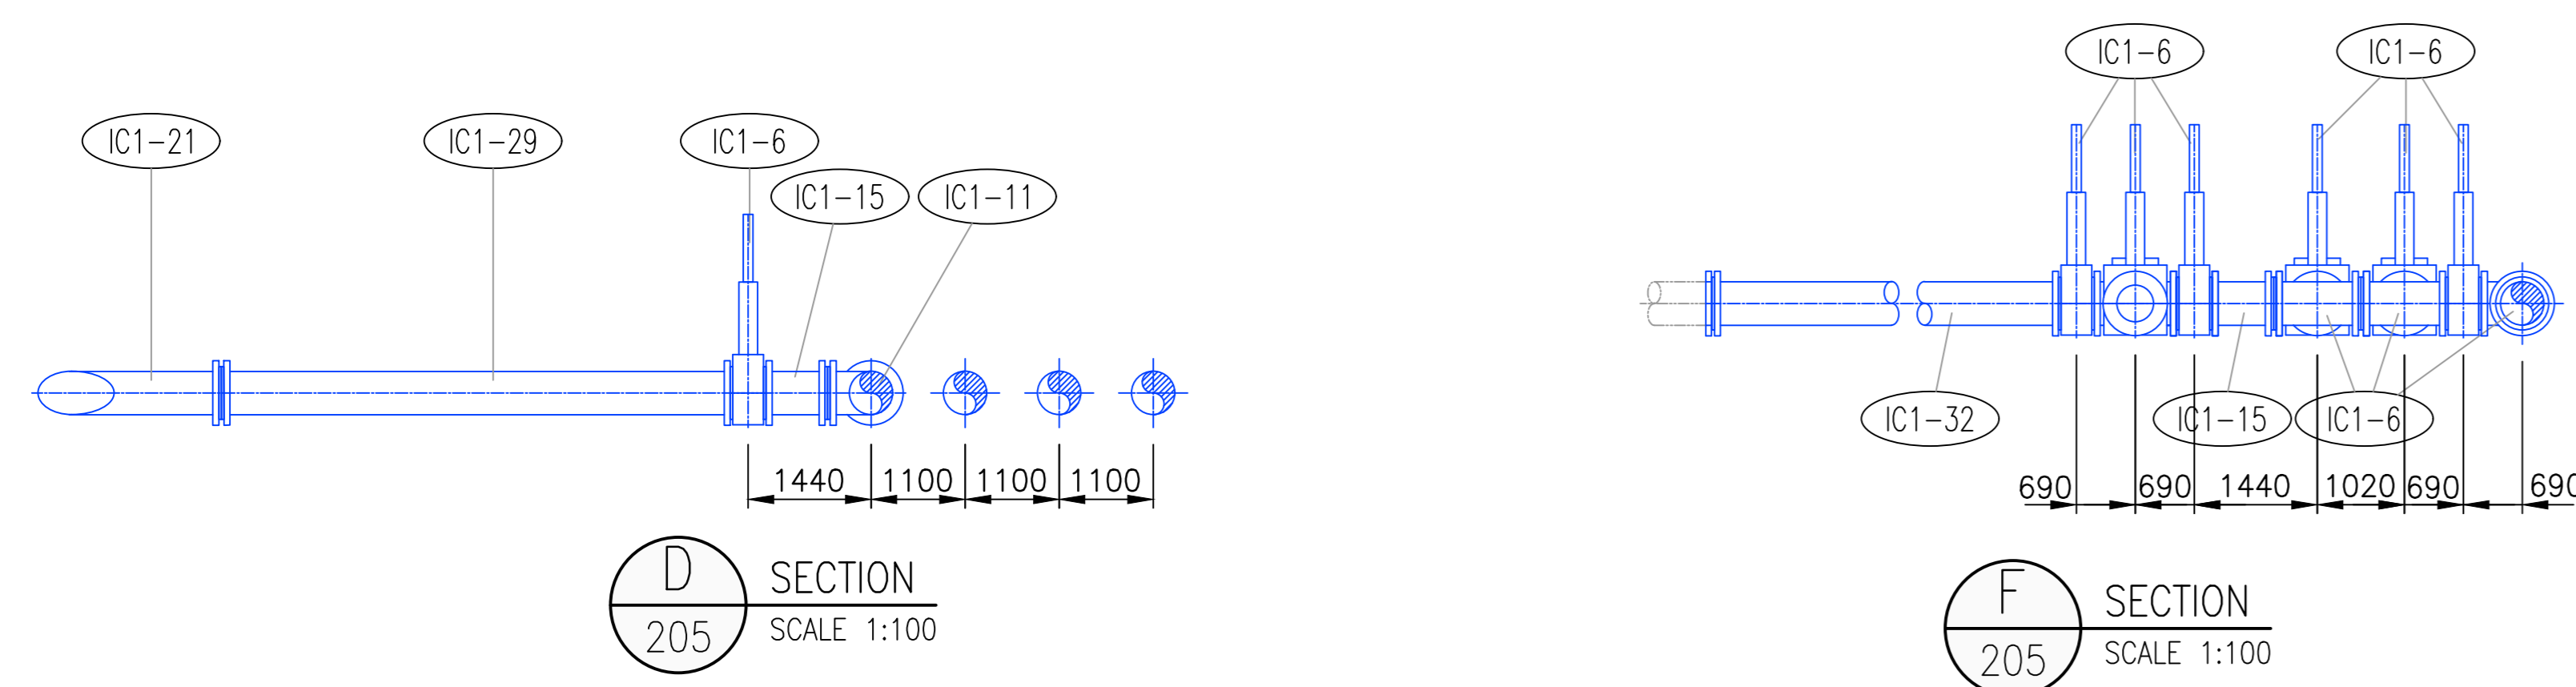 IC1-21
IC1-29
IC1-6
IC1-15
IC1-11
1440
1100
1100
1100
D
205
SECTION
SCALE 1:100
IC1-6
IC1-6
IC1-32
IC1-15
IC1-6
690
690
1440
1020
690
690
F
205
SECTION
SCALE 1:100